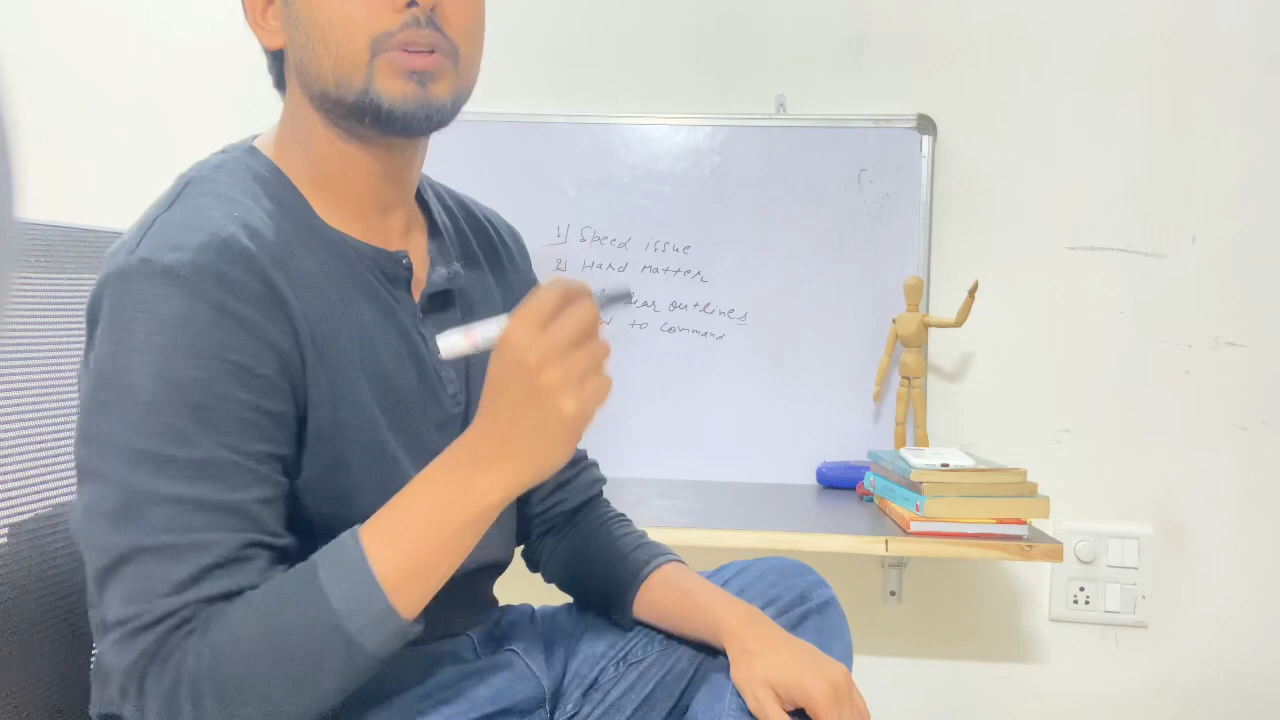 1) Speed issue
2) Hard Matter
outlines
to command